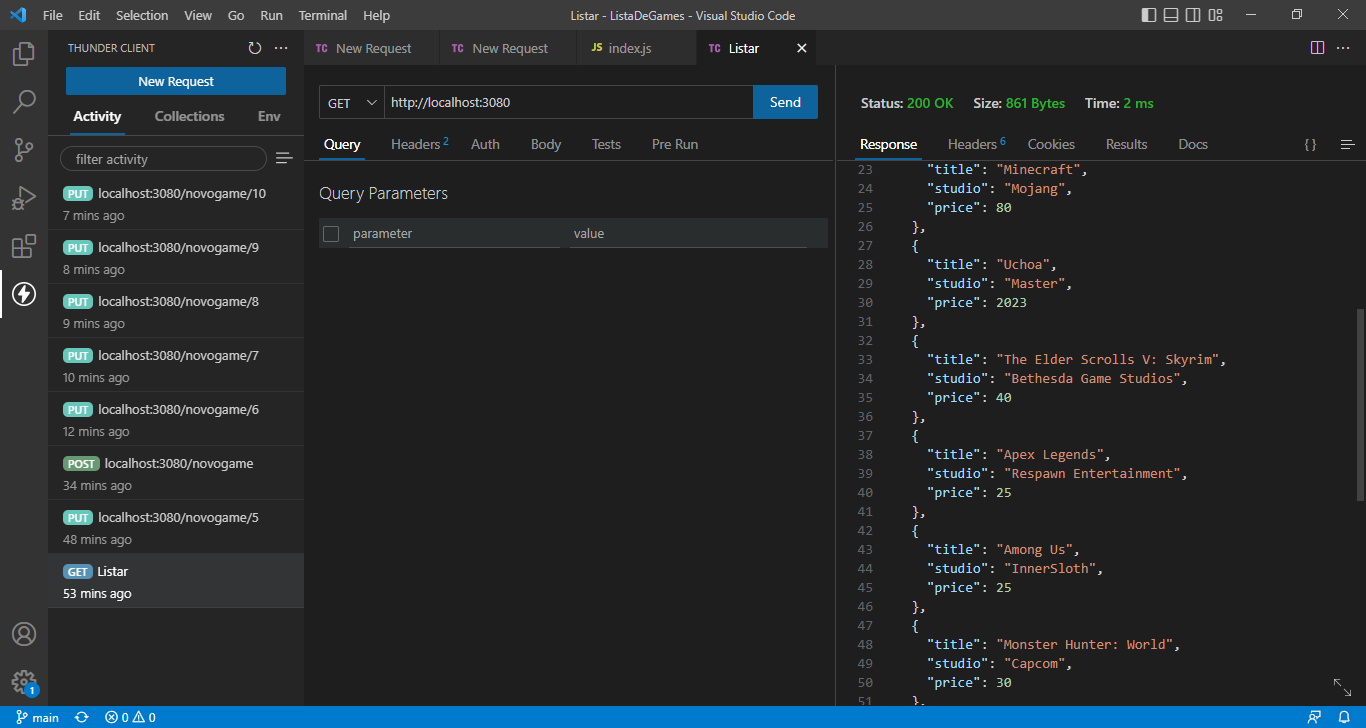 File Edit Selection View Go Run Terminal Help Listar - ListaDeGames - Visual Studio Code
THUNDER CLIENT
New Request
Activity Collections Env
filter activity
PUT localhost:3080/novogame/10
7 mins ago
PUT localhost:3080/novogame/9
8 mins ago
PUT localhost:3080/novogame/8
9 mins ago
PUT localhost:3080/novogame/7
10 mins ago
PUT localhost:3080/novogame/6
12 mins ago
POST localhost:3080/novogame
34 mins ago
PUT localhost:3080/novogame/5
48 mins ago
GET Listar
53 mins ago
TC New Request TC New Request JS index.js TC Listar
GET http://localhost:3080 Send
Query Headers 2 Auth Body Tests Pre Run
Query Parameters
parameter value
Status: 200 OK Size: 861 Bytes Time: 2 ms
Response Headers 6 Cookies Results Docs { }
23 "title": "Minecraft",
24 "studio": "Mojang",
25 "price": 80
26 },
27 {
28 "title": "Uchoa",
29 "studio": "Master",
30 "price": 2023
31 },
32 {
33 "title": "The Elder Scrolls V: Skyrim",
34 "studio": "Bethesda Game Studios",
35 "price": 40
36 },
37 {
38 "title": "Apex Legends",
39 "studio": "Respawn Entertainment",
40 "price": 25
41 },
42 {
43 "title": "Among Us",
44 "studio": "InnerSloth",
45 "price": 25
46 },
47 {
48 "title": "Monster Hunter: World",
49 "studio": "Capcom",
50 "price": 30
51 },
1
main 0 0